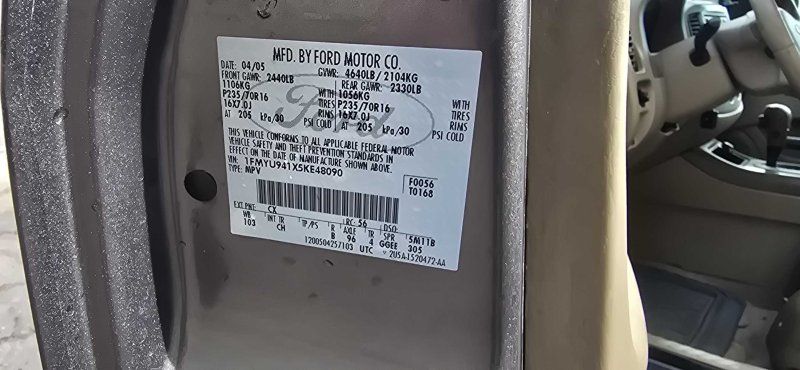 MFD. BY FORD MOTOR CO.
DATE: 04/05 GVWR: 4640LB/ 2104KG
FRONT GAWR: 2440LB REAR GAWR: 2330LB
1106KG WITH 1056KG WITH
P235/70R16 TIRES P235/70R16 TIRES
16X7.0J RIMS 16X7.0J RIMS
AT 205 kPa/30 PSI COLD AT 205 kPa/30 PSI COLD
Ford
THIS VEHICLE CONFORMS TO ALL APPLICABLE FEDERAL MOTOR
VEHICLE SAFETY AND THEFT PREVENTION STANDARDS IN
EFFECT ON THE DATE OF MANUFACTURE SHOWN ABOVE.
VIN: 1FMYU941X5KE48090
TYPE: MPV
F0056
T0168
EXT PNT: CX RC: 56 DSO:
WB INT TR TP/PS R AXLE TR SPR 5M11B
103 CH B 96 4 GGEE 305
1200504257103 UTC 2U5A-1520472-AA